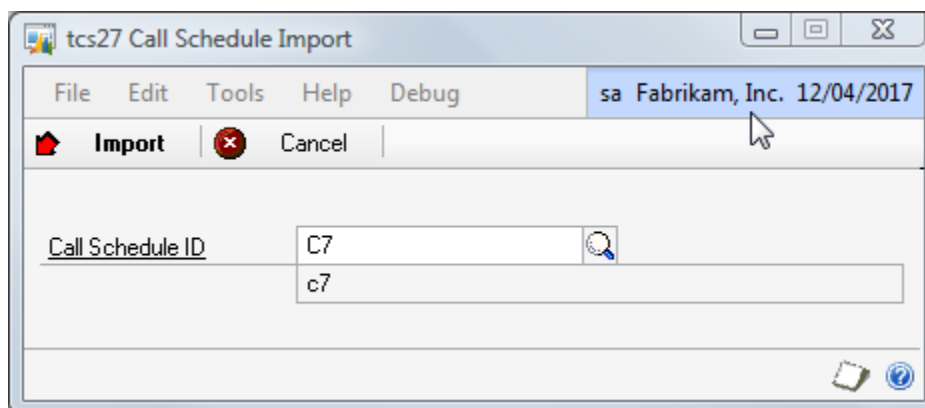 tcs27 Call Schedule Import
File Edit Tools Help Debug sa Fabrikam, Inc. 12/04/2017
Import Cancel
Call Schedule ID C7
c7